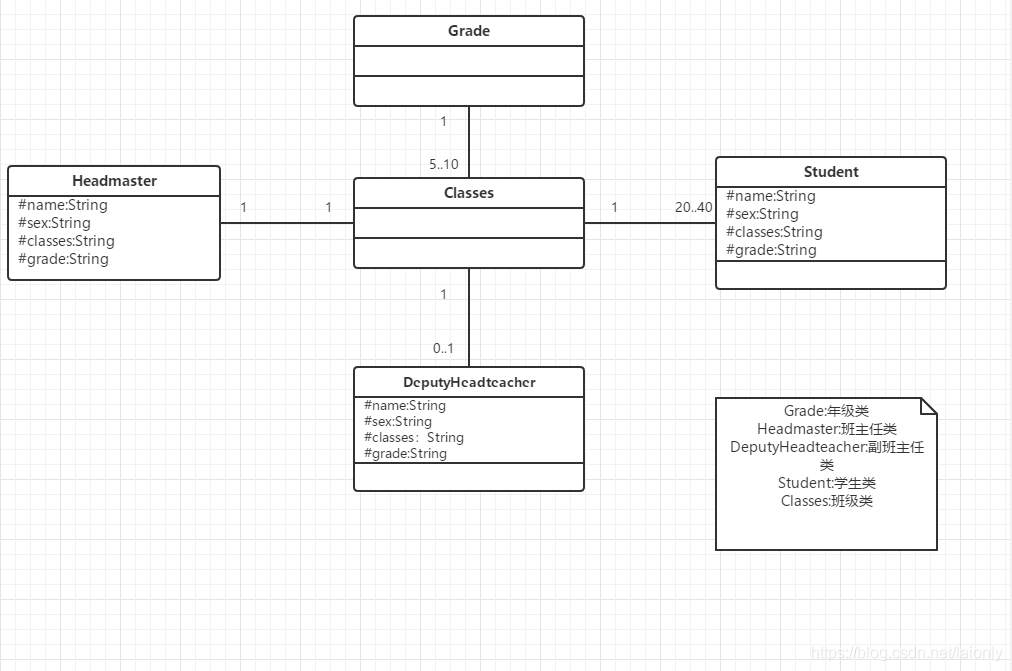 Grade
1
5..10
Headmaster
#name:String
#sex:String
#classes:String
#grade:String
1
1
Classes
1
20..40
Student
#name:String
#sex:String
#classes:String
#grade:String
1
0..1
DeputyHeadteacher
#name:String
#sex:String
#classes：String
#grade:String
Grade:年级类
Headmaster:班主任类
DeputyHeadteacher:副班主任
类
Student:学生类
Classes:班级类
https://blog.csdn.net/laionly